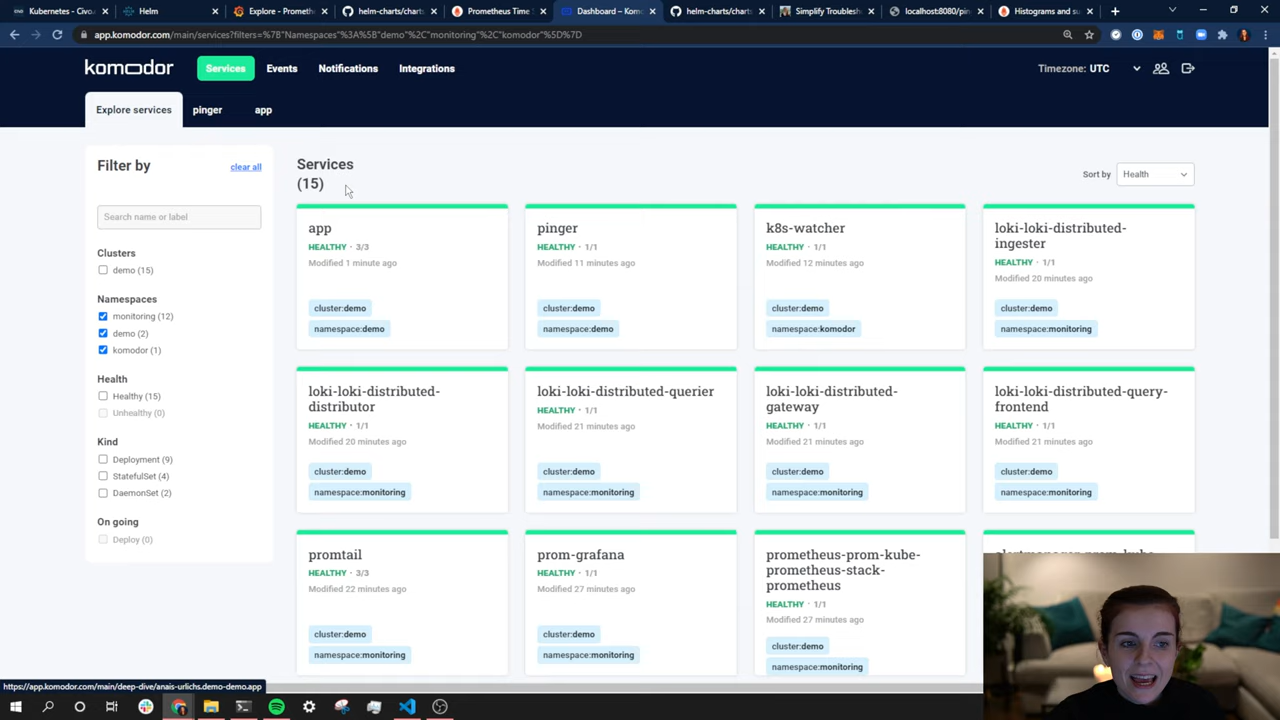 Kubernetes - Civo.c
Helm
Explore - Prometh
helm-charts/charts
Prometheus Time
Dashboard – Komo
helm-charts/charts
Simplify Troublesh
localhost:8080/pin
Histograms and su
app.komodor.com/main/services?filters=%7B"Namespaces"%3A%5B"demo"%2C"monitoring"%2C"komodor"%5D%7D
komodor
Services
Events
Notifications
Integrations
Timezone: UTC
Explore services
pinger
app
Filter by
clear all
Search name or label
Clusters
demo (15)
Namespaces
monitoring (12)
demo (2)
komodor (1)
Health
Healthy (15)
Unhealthy (0)
Kind
Deployment (9)
StatefulSet (4)
DaemonSet (2)
On going
Deploy (0)
Services
(15)
Sort by
Health
app
HEALTHY · 3/3
Modified 1 minute ago
cluster:demo
namespace:demo
pinger
HEALTHY · 1/1
Modified 11 minutes ago
cluster:demo
namespace:demo
k8s-watcher
HEALTHY · 1/1
Modified 12 minutes ago
cluster:demo
namespace:komodor
loki-loki-distributed-
ingester
HEALTHY · 1/1
Modified 20 minutes ago
cluster:demo
namespace:monitoring
loki-loki-distributed-
distributor
HEALTHY · 1/1
Modified 20 minutes ago
cluster:demo
namespace:monitoring
loki-loki-distributed-querier
HEALTHY · 1/1
Modified 21 minutes ago
cluster:demo
namespace:monitoring
loki-loki-distributed-
gateway
HEALTHY · 1/1
Modified 21 minutes ago
cluster:demo
namespace:monitoring
loki-loki-distributed-query-
frontend
HEALTHY · 1/1
Modified 21 minutes ago
cluster:demo
namespace:monitoring
promtail
HEALTHY · 3/3
Modified 22 minutes ago
cluster:demo
namespace:monitoring
prom-grafana
HEALTHY · 1/1
Modified 27 minutes ago
cluster:demo
namespace:monitoring
prometheus-prom-kube-
prometheus-stack-
prometheus
HEALTHY · 1/1
Modified 27 minutes ago
cluster:demo
namespace:monitoring
https://app.komodor.com/main/deep-dive/anais-urlichs.demo-demo.app